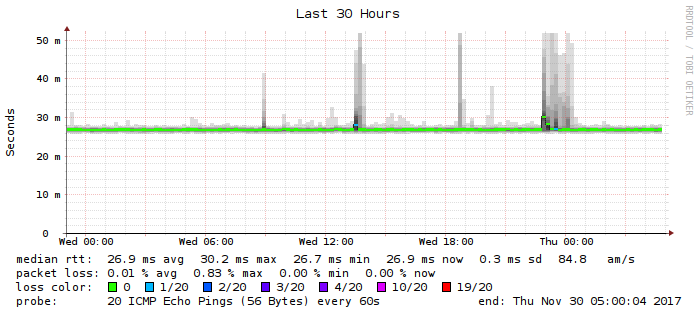 Last 30 Hours
RRDTOOL / TOBI OETIKER
Seconds
50 m
40 m
30 m
20 m
10 m
0
Wed 00:00 Wed 06:00 Wed 12:00 Wed 18:00 Thu 00:00
median rtt: 26.9 ms avg 30.2 ms max 26.7 ms min 26.9 ms now 0.3 ms sd 84.8 am/s
packet loss: 0.01 % avg 0.83 % max 0.00 % min 0.00 % now
loss color: 0 1/20 2/20 3/20 4/20 10/20 19/20
probe: 20 ICMP Echo Pings (56 Bytes) every 60s end: Thu Nov 30 05:00:04 2017